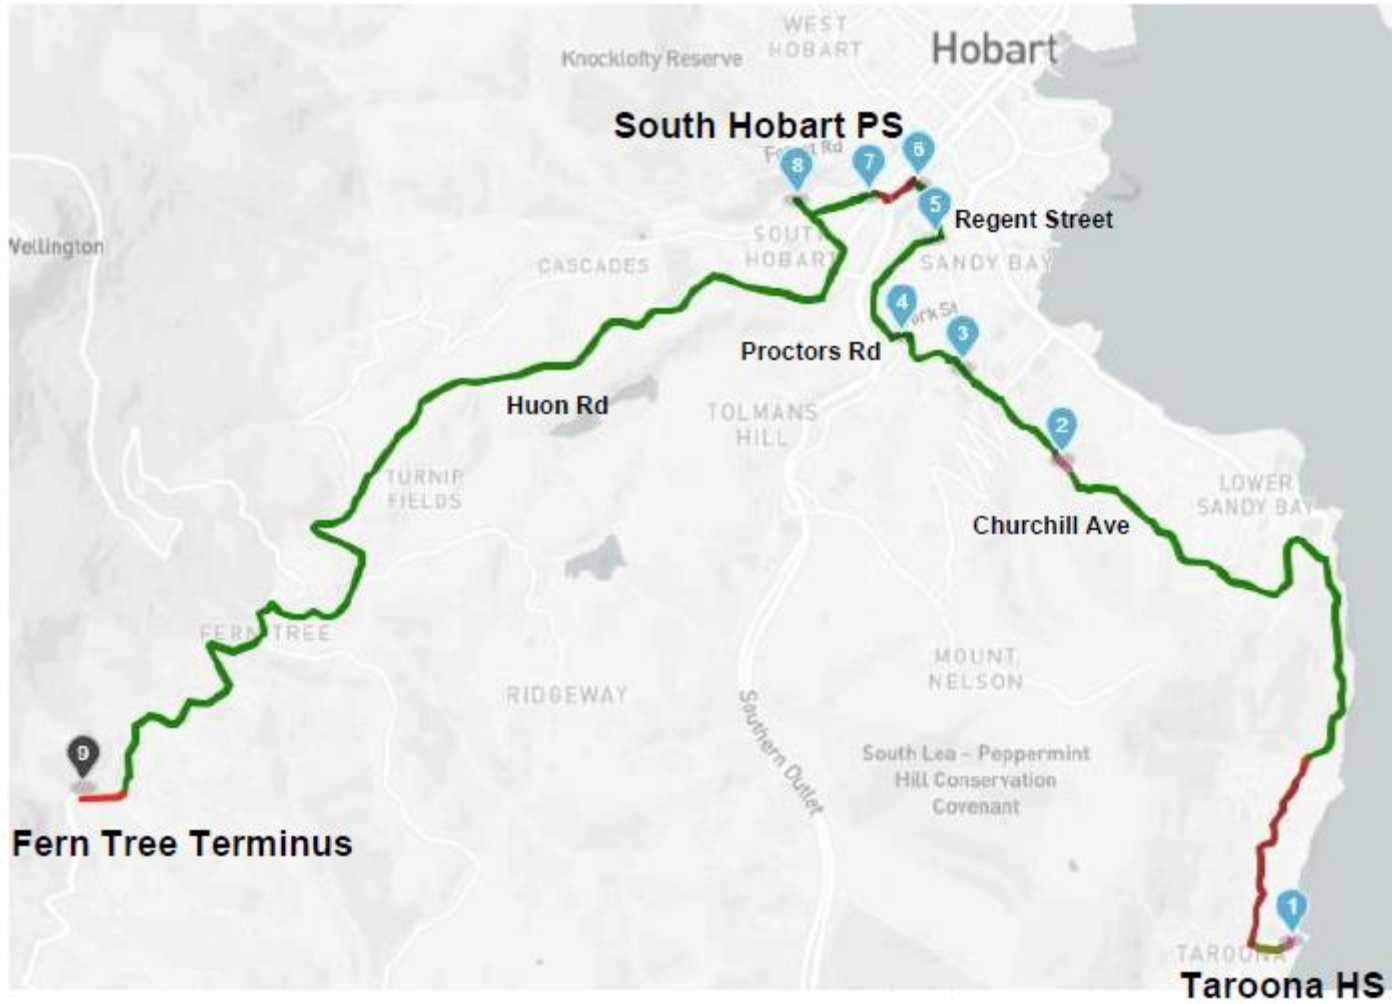 WEST
HOBART
Hobart
Knocklofty Reserve
South Hobart PS
6
7
8
5
Regent Street
Wellington
SOUTH
HOBART
SANDY BAY
CASCADES
4
3
Proctors Rd
Huon Rd
TOLMANS
HILL
2
TURNIP
FIELDS
LOWER
SANDY BAY
Churchill Ave
FERN TREE
MOUNT
NELSON
RIDGEWAY
Southern Outlet
9
South Lea – Peppermint
Hill Conservation
Covenant
Fern Tree Terminus
1
TAROONA
Taroona HS